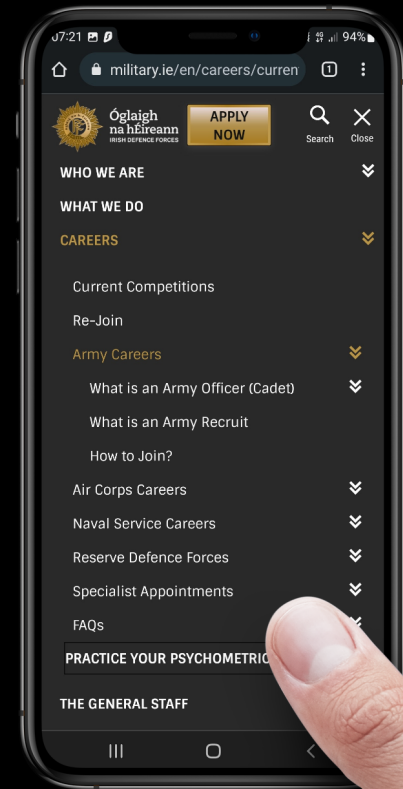 07:21 94%
military.ie/en/careers/curren 1
Óglaigh
na hÉireann
IRISH DEFENCE FORCES
APPLY
NOW
Search Close
WHO WE ARE
WHAT WE DO
CAREERS
Current Competitions
Re-Join
Army Careers
What is an Army Officer (Cadet)
What is an Army Recruit
How to Join?
Air Corps Careers
Naval Service Careers
Reserve Defence Forces
Specialist Appointments
FAQs
PRACTICE YOUR PSYCHOMETRIC
THE GENERAL STAFF